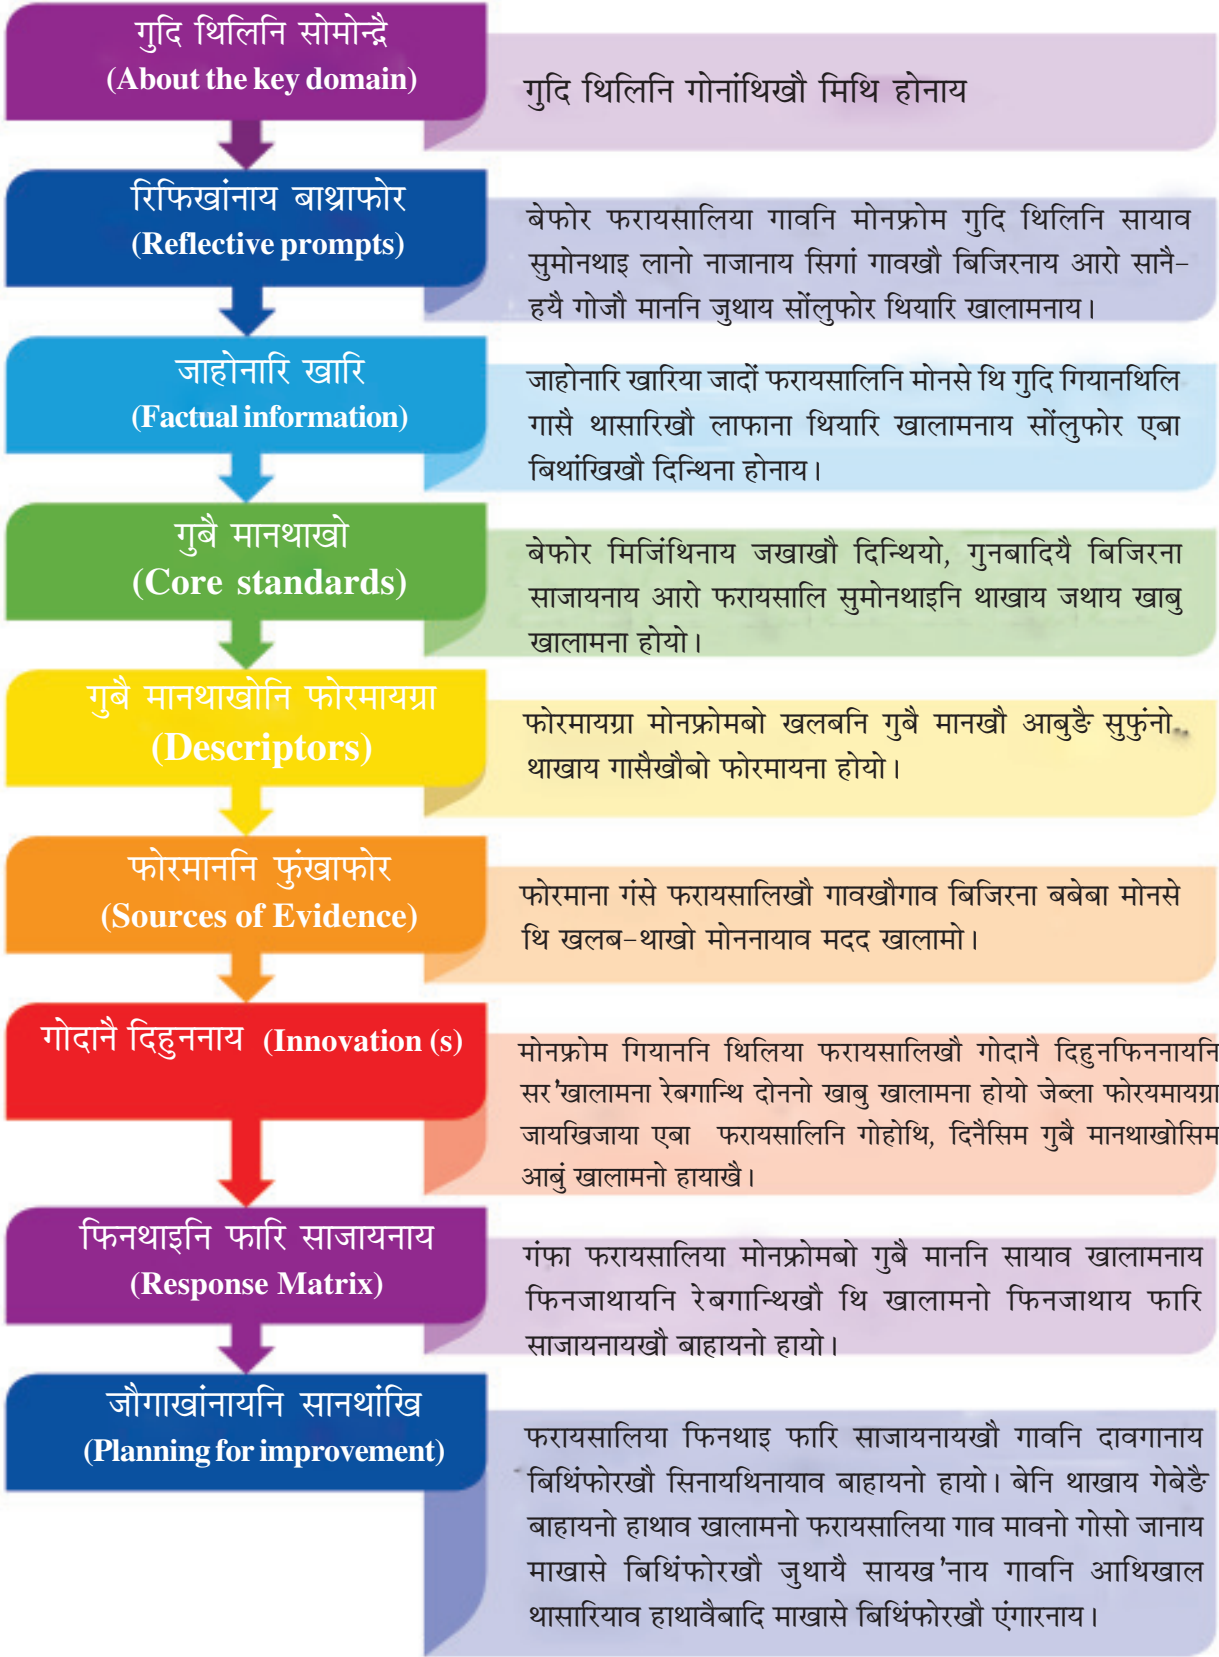 गुदि थिलिनि सोमोन्दै
(About the key domain)
गुदि थिलिनि गोनांथिखौ मिथि होनाय
रिफिखांनाय बाथ्राफोर
(Reflective prompts)
बेफोर फरायसालिया गावनि मोनफ्रोम गुदि थिलिनि सायाव
सुमोनथाइ लानो नाजानाय सिगां गावखौ बिजिरनाय आरो सानै-
हयै गोजौ माननि जुथाय सोंलुफोर थियारि खालामनाय।
जाहोनारि खारि
(Factual information)
जाहोनारि खारिया जादों फरायसालिनि मोनसे थि गुदि गियानथिलि
गासै थासारिखौ लाफाना थियारि खालामनाय सोंलुफोर एबा
बिथांखिखौ दिन्थिना होनाय।
गुबै मानथाखो
(Core standards)
बेफोर मिजिंथिनाय जखाखौ दिन्थियो, गुनबादियै बिजिरना
साजायनाय आरो फरायसालि सुमोनथाइनि थाखाय जथाय खाबु
खालामना होयो।
गुबै मानथाखोनि फोरमायग्रा
(Descriptors)
फोरमायग्रा मोनफ्रोमबो खलबनि गुबै मानखौ आबुङै सुफुंनो
थाखाय गासैखौबो फोरमायना होयो।
फोरमाननि फुंखाफोर
(Sources of Evidence)
फोरमाना गंसे फरायसालिखौ गावखौगाव बिजिरना बबेबा मोनसे
थि खलब-थाखो मोननायाव मदद खालामो।
गोदानै दिहुननाय (Innovation (s)
मोनफ्रोम गियाननि थिलिया फरायसालिखौ गोदानै दिहुनफिननायनि
सर'खालामना रेबगान्थि दोननो खाबु खालामना होयो जेब्ला फोरयमायग्रा
जायखिजाया एबा फरायसालिनि गोहोथि, दिनैसिम गुबै मानथाखोसिम
आबुं खालामनो हायाखै।
फिनथाइनि फारि साजायनाय
(Response Matrix)
गंफा फरायसालिया मोनफ्रोमबो गुबै माननि सायाव खालामनाय
फिनजाथायनि रेबगान्थिखौ थि खालामनो फिनजाथाय फारि
साजायनायखौ बाहायनो हायो।
जौगाखांनायनि सानथांखि
(Planning for improvement)
फरायसालिया फिनथाइ फारि साजायनायखौ गावनि दावगानाय
बिथिंफोरखौ सिनायथिनायाव बाहायनो हायो। बेनि थाखाय गेबेङै
बाहायनो हाथाव खालामनो फरायसालिया गाव मावनो गोसो जानाय
माखासे बिथिंफोरखौ जुथायै सायख'नाय गावनि आथिखाल
थासारियाव हाथावैबादि माखासे बिथिंफोरखौ एंगारनाय।